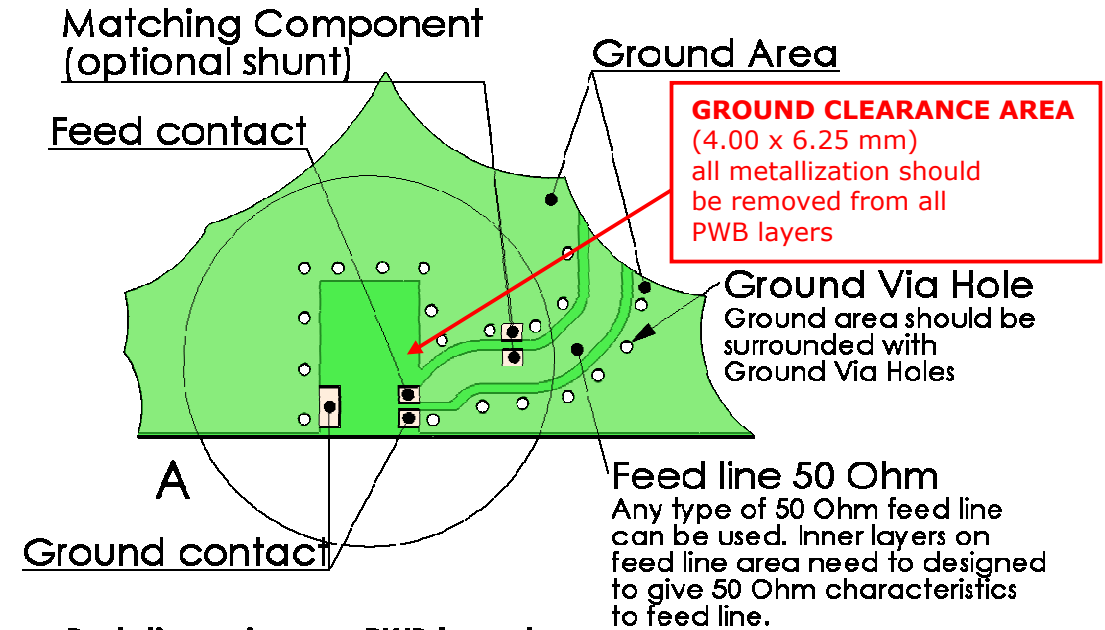 Matching Component
(optional shunt)
Ground Area
GROUND CLEARANCE AREA
(4.00 x 6.25 mm)
all metallization should
be removed from all
PWB layers
Feed contact
Ground Via Hole
Ground area should be
surrounded with
Ground Via Holes
A
Feed line 50 Ohm
Any type of 50 Ohm feed line
can be used. Inner layers on
feed line area need to designed
to give 50 Ohm characteristics
to feed line.
Ground contact